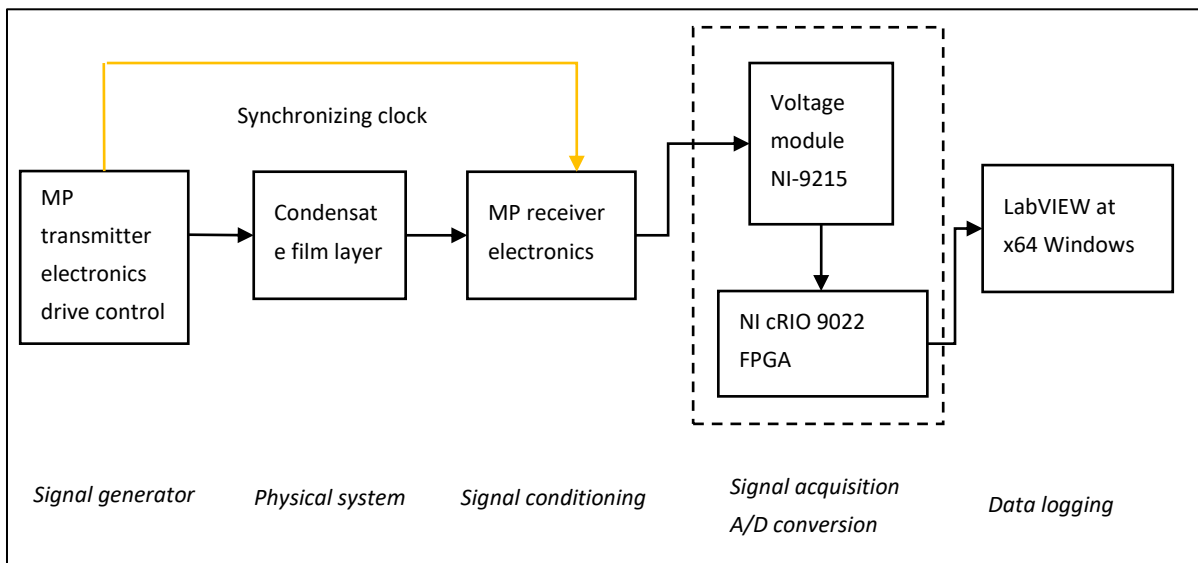 Synchronizing clock
MP
transmitter
electronics
drive control
Condensat
e film layer
MP receiver
electronics
Voltage
module
NI-9215
NI cRIO 9022
FPGA
LabVIEW at
x64 Windows
Signal generator
Physical system
Signal conditioning
Signal acquisition
A/D conversion
Data logging